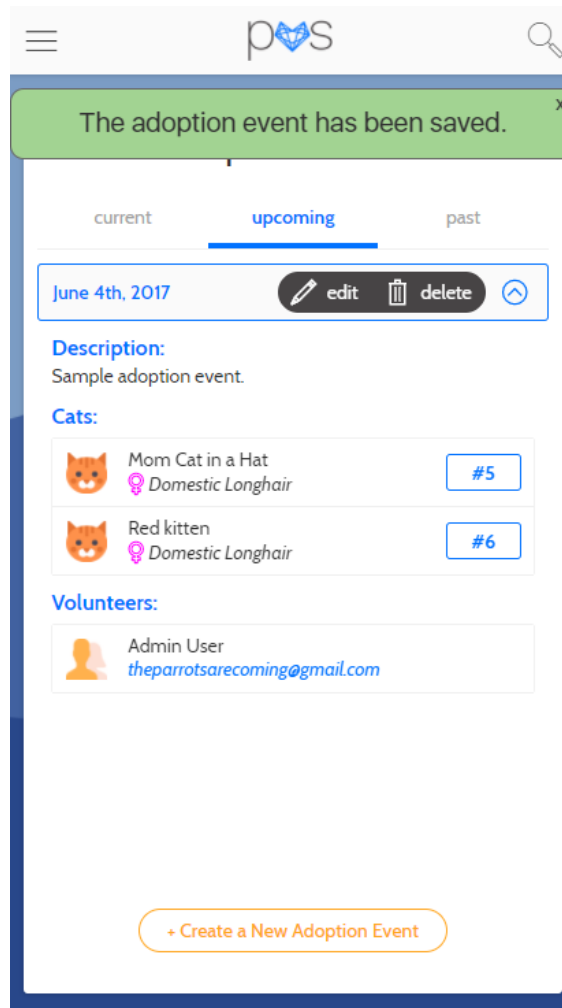 p S
The adoption event has been saved.
x
current upcoming past
June 4th, 2017 edit delete
Description:
Sample adoption event.
Cats:
Mom Cat in a Hat
Domestic Longhair
#5
Red kitten
Domestic Longhair
#6
Volunteers:
Admin User
theparrotsarecoming@gmail.com
+ Create a New Adoption Event